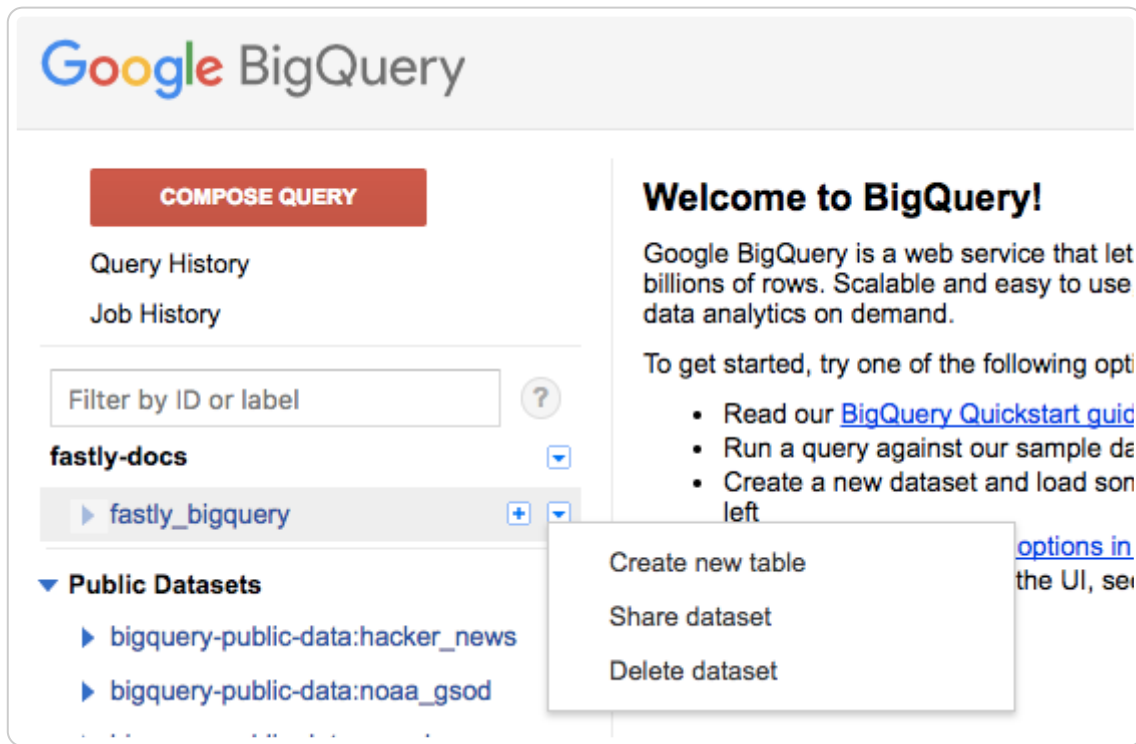 Google BigQuery
COMPOSE QUERY
Query History
Job History
Filter by ID or label
?
fastly-docs
fastly_bigquery
Public Datasets
bigquery-public-data:hacker_news
bigquery-public-data:noaa_gsod
Welcome to BigQuery!
Google BigQuery is a web service that let
billions of rows. Scalable and easy to use
data analytics on demand.
To get started, try one of the following opti
• Read our BigQuery Quickstart guid
• Run a query against our sample da
• Create a new dataset and load son
left
options in
the UI, see
Create new table
Share dataset
Delete dataset